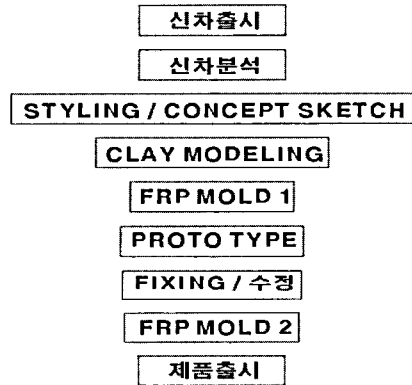 신차출시
신차분석
STYLING / CONCEPT SKETCH
CLAY MODELING
FRP MOLD 1
PROTO TYPE
FIXING / 수정
FRP MOLD 2
제품출시